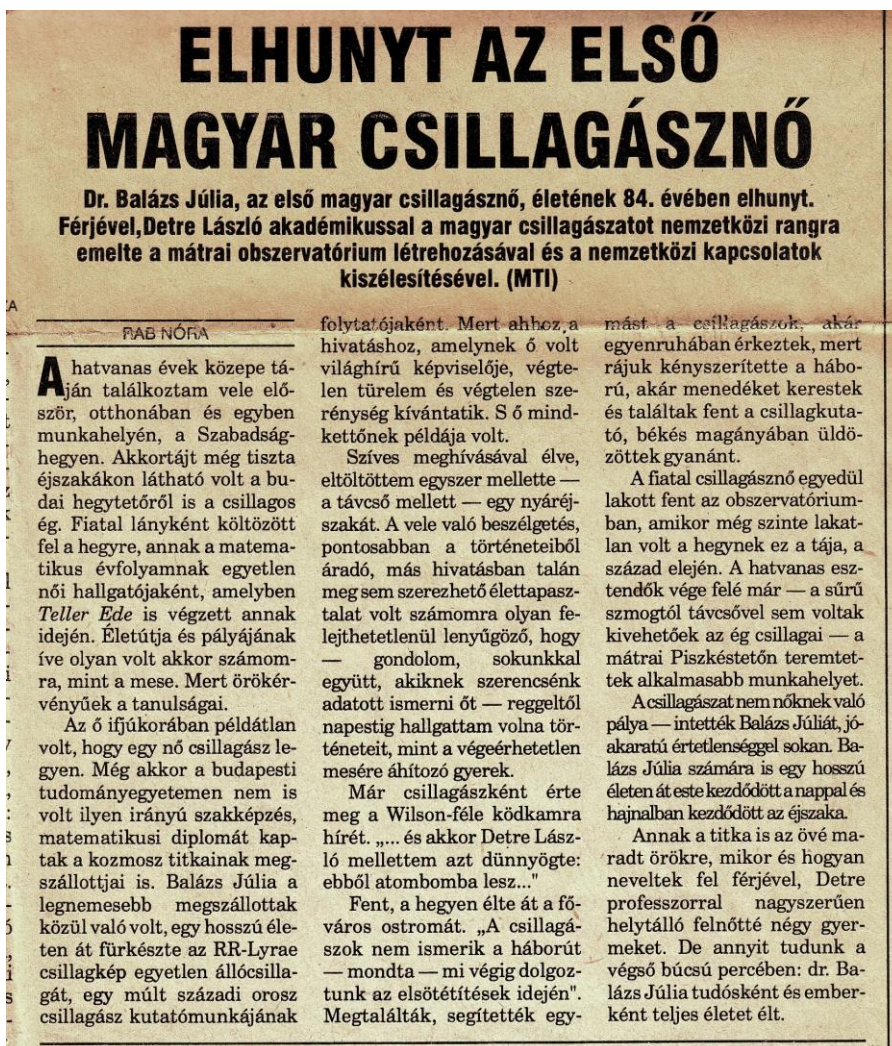 ELHUNYT AZ ELSŐ
MAGYAR CSILLAGÁSZNŐ
Dr. Balázs Júlia, az első magyar csillagásznő, életének 84. évében elhunyt.
Férjével,Detre László akadémikussal a magyar csillagászatot nemzetközi rangra
emelte a mátrai obszervatórium létrehozásával és a nemzetközi kapcsolatok
kiszélesítésével. (MTI)
RAB NÓRA
A hatvanas évek közepe tá-
ján találkoztam vele elő-
ször, otthonában és egyben
munkahelyén, a Szabadság-
hegyen. Akkortájt még tiszta
éjszakákon látható volt a bu-
dai hegytetőről is a csillagos
ég. Fiatal lányként költözött
fel a hegyre, annak a matema-
tikus évfolyamnak egyetlen
női hallgatójaként, amelyben
Teller Ede is végzett annak
idején. Életútja és pályájának
íve olyan volt akkor számom-
ra, mint a mese. Mert örökér-
vényűek a tanulságai.
Az ő ifjúkorában példátlan
volt, hogy egy nő csillagász le-
gyen. Még akkor a budapesti
tudományegyetemen nem is
volt ilyen irányú szakképzés,
matematikusi diplomát kap-
tak a kozmosz titkainak meg-
szállottjai is. Balázs Júlia a
legnemesebb megszállottak
közül való volt, egy hosszú éle-
ten át fürkészte az RR-Lyrae
csillagkép egyetlen állócsilla-
gát, egy múlt századi orosz
csillagász kutatómunkájának
folytatójaként. Mert ahhoz a
hivatáshoz, amelynek ő volt
világhírű képviselője, végte-
len türelem és végtelen sze-
rénység kívántatik. S ő mind-
kettőnek példája volt.
Szíves meghívásával élve,
eltöltöttem egyszer mellette —
a távcső mellett — egy nyáréj-
szakát. A vele való beszélgetés,
pontosabban a történeteiből
áradó, más hivatásban talán
meg sem szerezhető élettapasz-
talat volt számomra olyan fe-
lejthetetlenül lenyűgöző, hogy
— gondolom, sokunkkal
együtt, akiknek szerencsénk
adatott ismerni őt — reggeltől
napestig hallgattam volna tör-
téneteit, mint a végeérhetetlen
mesére áhítozó gyerek.
Már csillagászként érte
meg a Wilson-féle ködkamra
hírét. „... és akkor Detre Lász-
ló mellettem azt dünnyögte:
ebből atombomba lesz..."
Fent, a hegyen élte át a fő-
város ostromát. „A csillagá-
szok nem ismerik a háborút
— mondta — mi végig dolgoz-
tunk az elsötétítések idején".
Megtalálták, segítették egy-
mást a csillagászok, akár
egyenruhában érkeztek, mert
rájuk kényszerítette a hábo-
rú, akár menedéket kerestek
és találtak fent a csillagkuta-
tó, békés magányában üldö-
zöttek gyanánt.
A fiatal csillagásznő egyedül
lakott fent az obszervatórium-
ban, amikor még szinte lakat-
lan volt a hegynek ez a tája, a
század elején. A hatvanas esz-
tendők vége felé már — a sűrű
szmogtól távcsővel sem voltak
kivehetőek az ég csillagai — a
mátrai Piszkéstetőn teremtet-
tek alkalmasabb munkahelyet.
A csillagászat nem nőknek való
pálya — intették Balázs Júliát, jó-
akaratú értetlenséggel sokan. Ba-
lázs Júlia számára is egy hosszú
életen át este kezdődött a nappal és
hajnalban kezdődött az éjszaka.
Annak a titka is az övé ma-
radt örökre, mikor és hogyan
neveltek fel férjével, Detre
professzorral nagyszerűen
helytálló felnőtté négy gyer-
meket. De annyit tudunk a
végső búcsú percében: dr. Ba-
lázs Júlia tudósként és ember-
ként teljes életet élt.